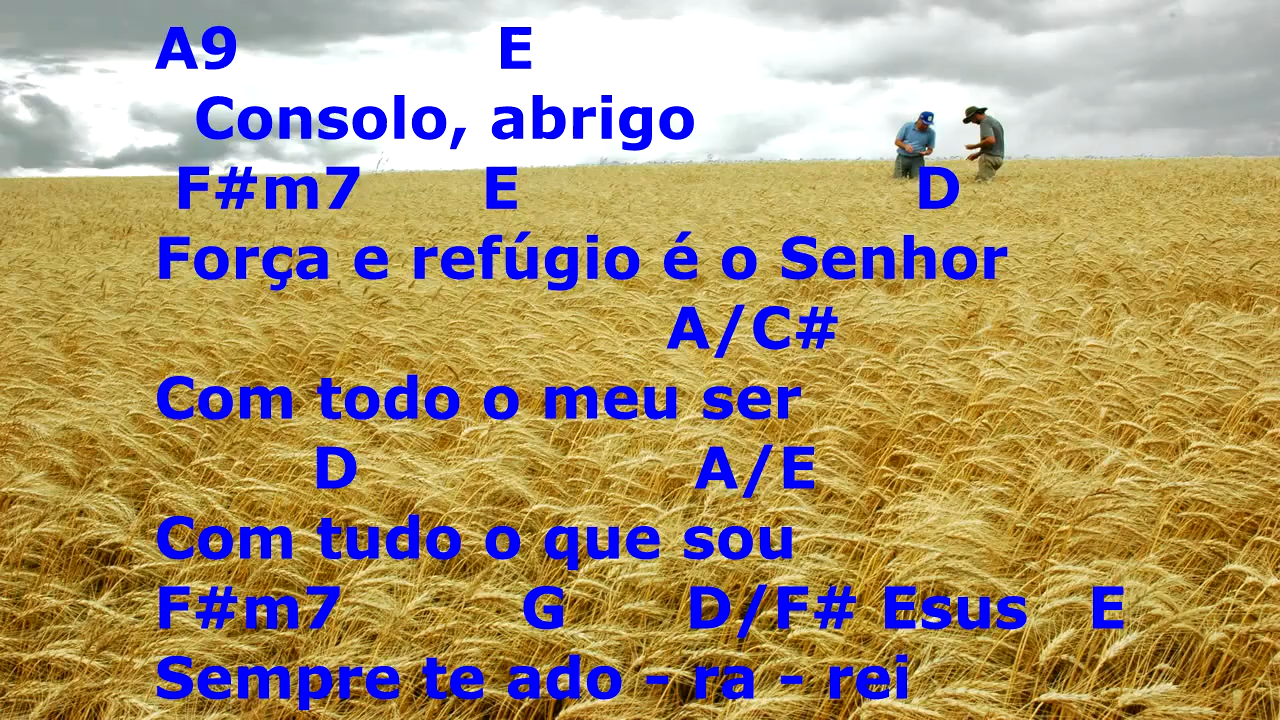 A9 E
Consolo, abrigo
F#m7 E D
Força e refúgio é o Senhor
A/C#
Com todo o meu ser
D A/E
Com tudo o que sou
F#m7 G D/F# Esus E
Sempre te ado - ra - rei